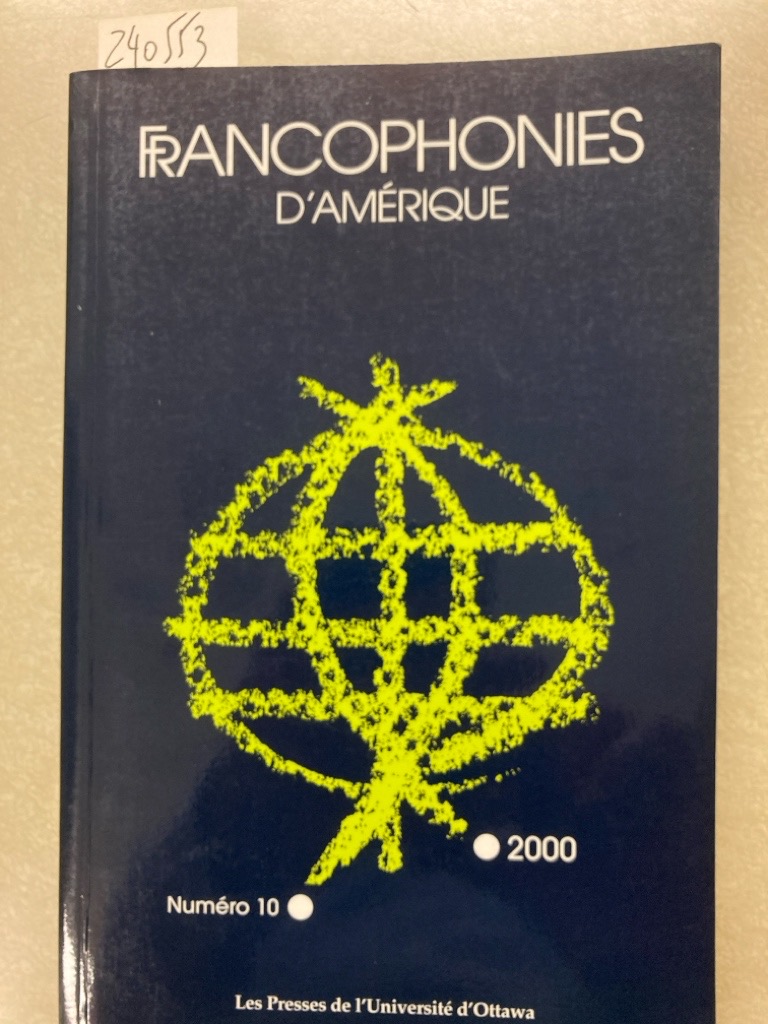 240553
FRANCOPHONIES
D'AMÉRIQUE
2000
Numéro 10
Les Presses de l'Université d'Ottawa